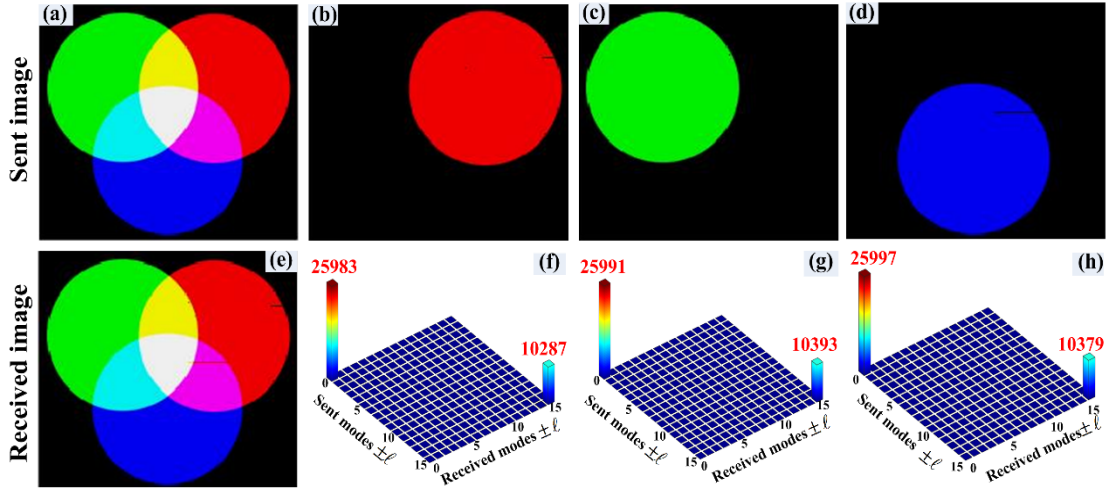 Sent image
(a)
(b)
(c)
(d)
Received image
(e)
25983
(f)
10287
0
5
10
15
Sent modes ±ℓ
0
5
10
15
Received modes ±ℓ
25991
(g)
10393
0
5
10
15
Sent modes ±ℓ
0
5
10
15
Received modes ±ℓ
25997
(h)
10379
0
5
10
15
Sent modes ±ℓ
0
5
10
15
Received modes ±ℓ